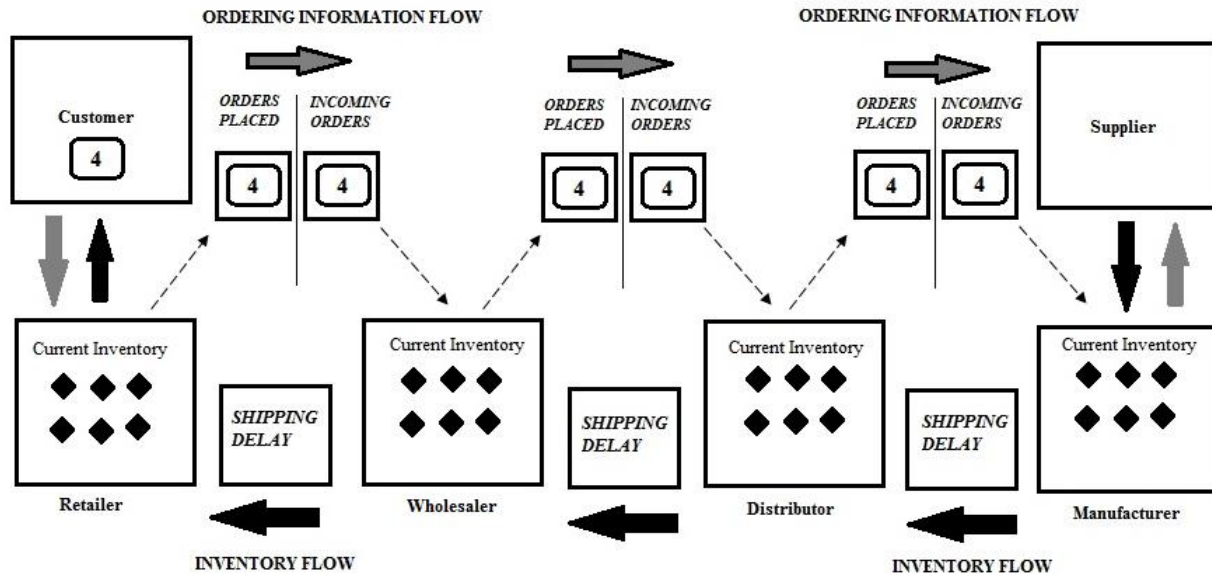 ORDERING INFORMATION FLOW
ORDERING INFORMATION FLOW
Customer
4
ORDERS
PLACED
INCOMING
ORDERS
4
4
ORDERS
PLACED
INCOMING
ORDERS
4
4
ORDERS
PLACED
INCOMING
ORDERS
4
4
Supplier
Current Inventory
SHIPPING
DELAY
Current Inventory
SHIPPING
DELAY
Current Inventory
SHIPPING
DELAY
Current Inventory
Retailer
Wholesaler
Distributor
Manufacturer
INVENTORY FLOW
INVENTORY FLOW